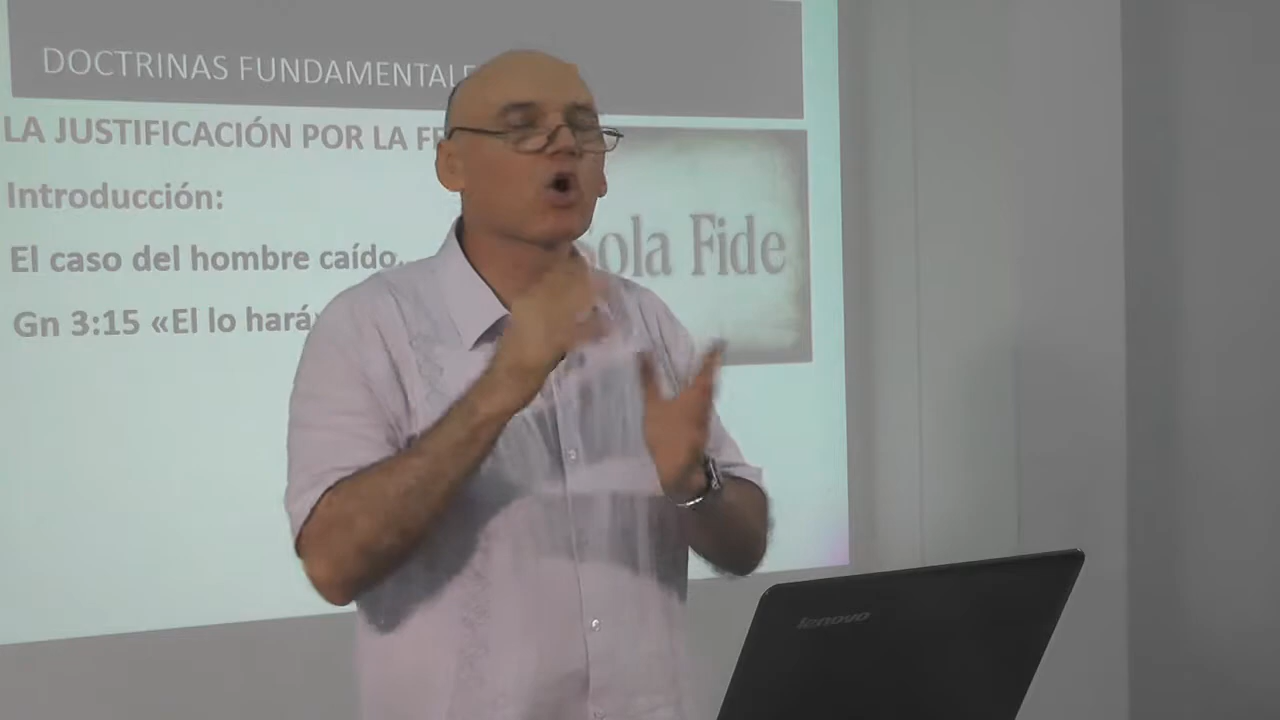 DOCTRINAS FUNDAMENTALE
LA JUSTIFICACIÓN POR LA FE
Introducción:
El caso del hombre caído..
Gn 3:15 «El lo hará»
Sola Fide
lenovo